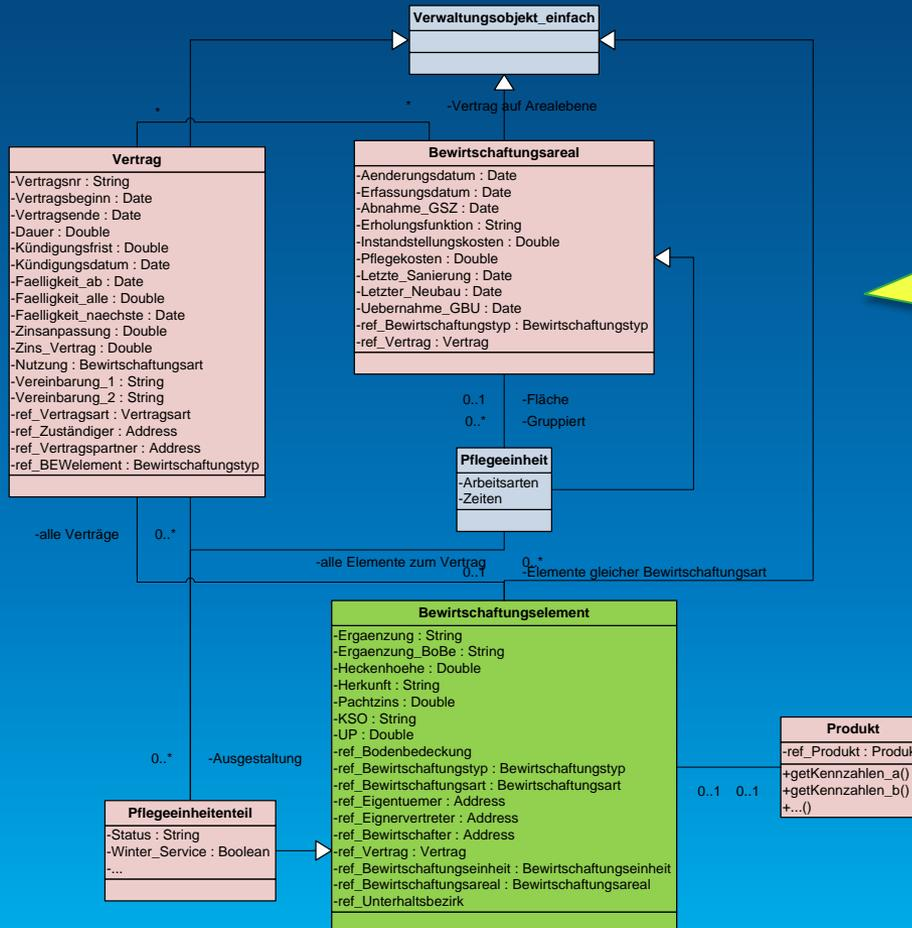 Verwaltungsobjekt_einfach
*
*
-Vertrag auf Arealebene
Vertrag
-Vertragsnr : String
-Vertragsbeginn : Date
-Vertragsende : Date
-Dauer : Double
-Kündigungsfrist : Double
-Kündigungsdatum : Date
-Faelligkeit_ab : Date
-Faelligkeit_alle : Double
-Faelligkeit_naechste : Date
-Zinsanpassung : Double
-Zins_Vertrag : Double
-Nutzung : Bewirtschaftungsart
-Vereinbarung_1 : String
-Vereinbarung_2 : String
-ref_Vertragsart : Vertragsart
-ref_Zuständiger : Address
-ref_Vertragspartner : Address
-ref_BEWelement : Bewirtschaftungstyp
Bewirtschaftungsareal
-Aenderungsdatum : Date
-Erfassungsdatum : Date
-Abnahme_GSZ : Date
-Erholungsfunktion : String
-Instandstellungskosten : Double
-Pflegekosten : Double
-Letzte_Sanierung : Date
-Letzter_Neubau : Date
-Uebernahme_GBU : Date
-ref_Bewirtschaftungstyp : Bewirtschaftungstyp
-ref_Vertrag : Vertrag
0..1 -Fläche
0..* -Gruppiert
Pflegeeinheit
-Arbeitsarten
-Zeiten
-alle Verträge 0..*
-alle Elemente zum Vertrag 0..*
0..1 -Elemente gleicher Bewirtschaftungsart
Bewirtschaftungselement
-Ergaenzung : String
-Ergaenzung_BoBe : String
-Heckenhoehe : Double
-Herkunft : String
-Pachtzins : Double
-KSO : String
-UP : Double
-ref_Bodenbedeckung
-ref_Bewirtschaftungstyp : Bewirtschaftungstyp
-ref_Bewirtschaftungsart : Bewirtschaftungsart
-ref_Eigentuemer : Address
-ref_Eignervertreter : Address
-ref_Bewirtschafter : Address
-ref_Vertrag : Vertrag
-ref_Bewirtschaftungseinheit : Bewirtschaftungseinheit
-ref_Bewirtschaftungsareal : Bewirtschaftungsareal
-ref_Unterhaltsbezirk
0..* -Ausgestaltung
Pflegeeinheitenteil
-Status : String
-Winter_Service : Boolean
-...
0..1 0..1
Produkt
-ref_Produkt : Produk
+getKennzahlen_a()
+getKennzahlen_b()
+...()